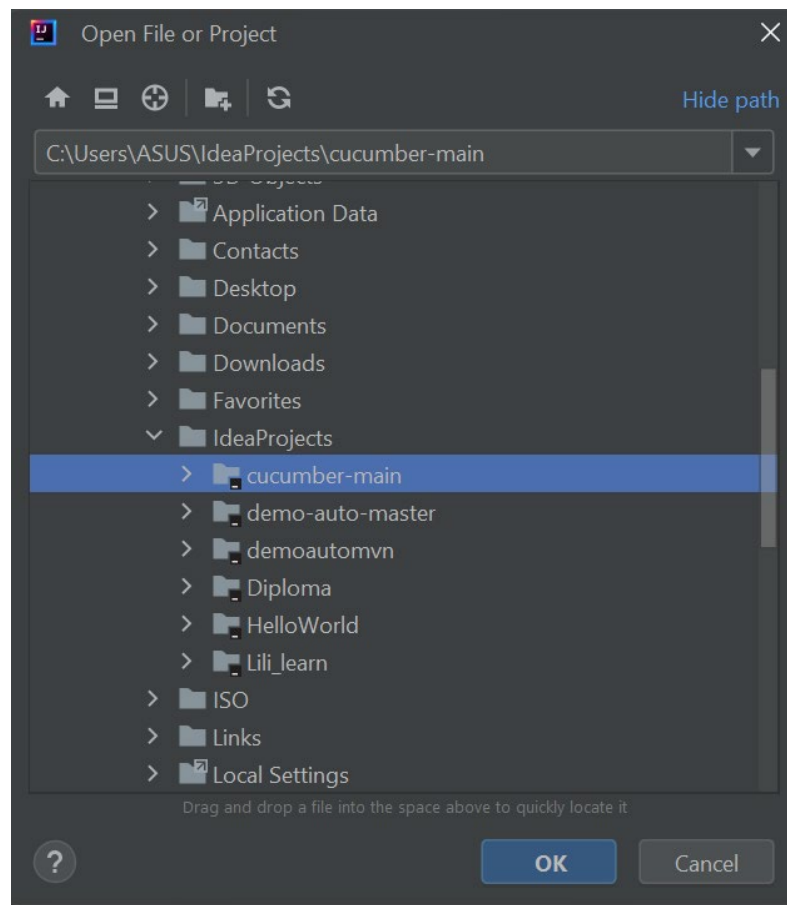 Open File or Project
Hide path
C:\Users\ASUS\IdeaProjects\cucumber-main
Application Data
Contacts
Desktop
Documents
Downloads
Favorites
IdeaProjects
cucumber-main
demo-auto-master
demoautomvn
Diploma
HelloWorld
Lili_learn
ISO
Links
Local Settings
Drag and drop a file into the space above to quickly locate it
? OK Cancel